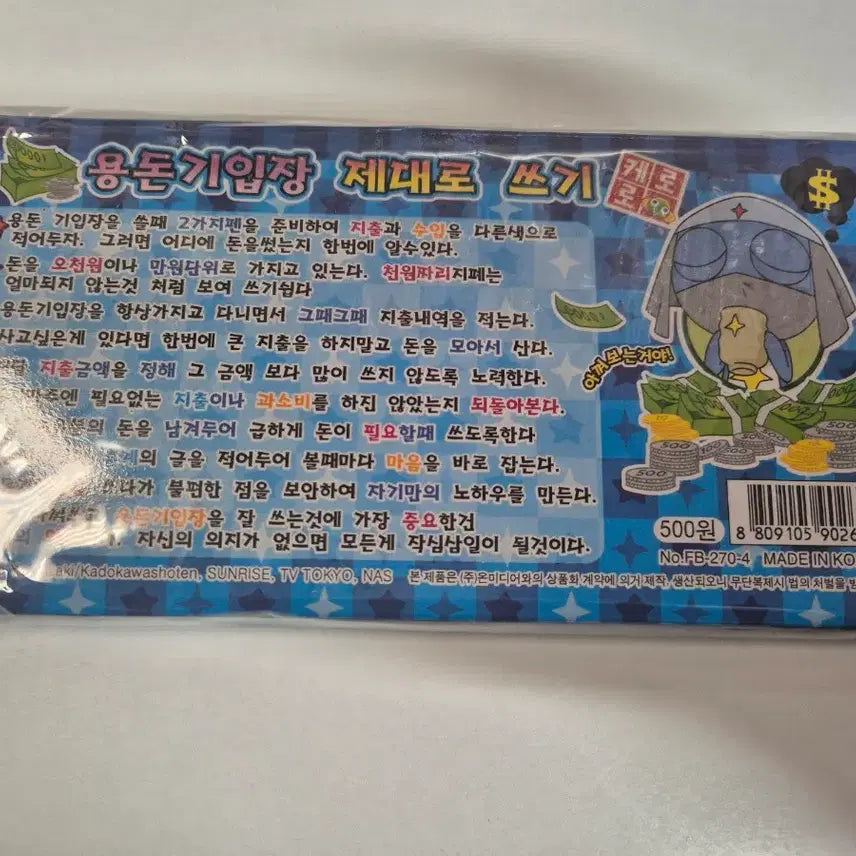 용돈기입장 제대로 쓰기
케로로
$
용돈 기입장을 쓸때 2가지펜을 준비하여 지출과 수입을 다른색으로
적어두자. 그러면 어디에 돈을썼는지 한번에 알수있다.
돈을 오천원이나 만원단위로 가지고 있는다. 천원짜리지폐는
얼마되지 않는것 처럼 보여 쓰기쉽다
용돈기입장을 항상가지고 다니면서 그때그때 지출내역을 적는다.
사고싶은게 있다면 한번에 큰 지출을 하지말고 돈을 모아서 산다.
지출금액을 정해 그 금액 보다 많이 쓰지 않도록 노력한다.
필요없는 지출이나 과소비를 하진 않았는지 되돌아본다.
돈을 남겨두어 급하게 돈이 필요한때 쓰도록한다
글을 적어두어 볼때마다 마음을 바로 잡는다.
불편한 점을 보안하여 자기만의 노하우를 만든다.
용돈기입장을 잘 쓰는것에 가장 중요한건
자신의 의지가 없으면 모든게 작심삼일이 될것이다.
아껴보는거야!
500원
8 809105 9026
No.FB-270-4 MADE IN KO
aki/Kadokawashoten, SUNRISE, TV TOKYO, NAS 본 제품은 (주)온미디어와의 상품화 계약에 의거 제작, 생산되오니 무단복제시 법의 처벌을 받